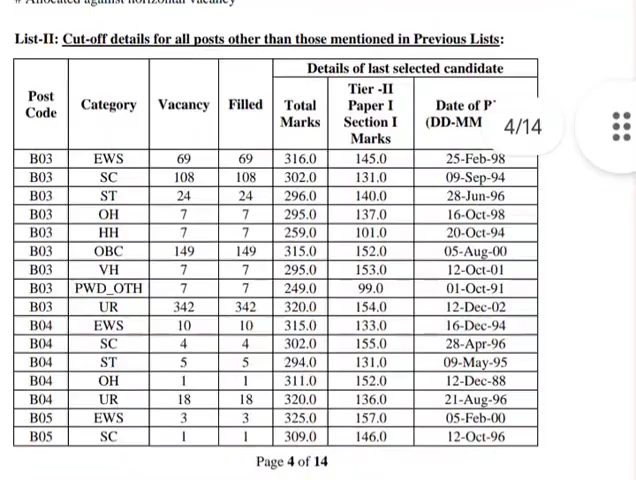 # Allocated against horizontal vacancy
List-II: Cut-off details for all posts other than those mentioned in Previous Lists:
Post Code Category Vacancy Filled Details of last selected candidate
Total Marks Tier -II Paper I Section I Marks Date of (DD-MM
4/14
B03 EWS 69 69 316.0 145.0 25-Feb-98
B03 SC 108 108 302.0 131.0 09-Sep-94
B03 ST 24 24 296.0 140.0 28-Jun-96
B03 OH 7 7 295.0 137.0 16-Oct-98
B03 HH 7 7 259.0 101.0 20-Oct-94
B03 OBC 149 149 315.0 152.0 05-Aug-00
B03 VH 7 7 295.0 153.0 12-Oct-01
B03 PWD_OTH 7 7 249.0 99.0 01-Oct-91
B03 UR 342 342 320.0 154.0 12-Dec-02
B04 EWS 10 10 315.0 133.0 16-Dec-94
B04 SC 4 4 302.0 155.0 28-Apr-96
B04 ST 5 5 294.0 131.0 09-May-95
B04 OH 1 1 311.0 152.0 12-Dec-88
B04 UR 18 18 320.0 136.0 21-Aug-96
B05 EWS 3 3 325.0 157.0 05-Feb-00
B05 SC 1 1 309.0 146.0 12-Oct-96
Page 4 of 14